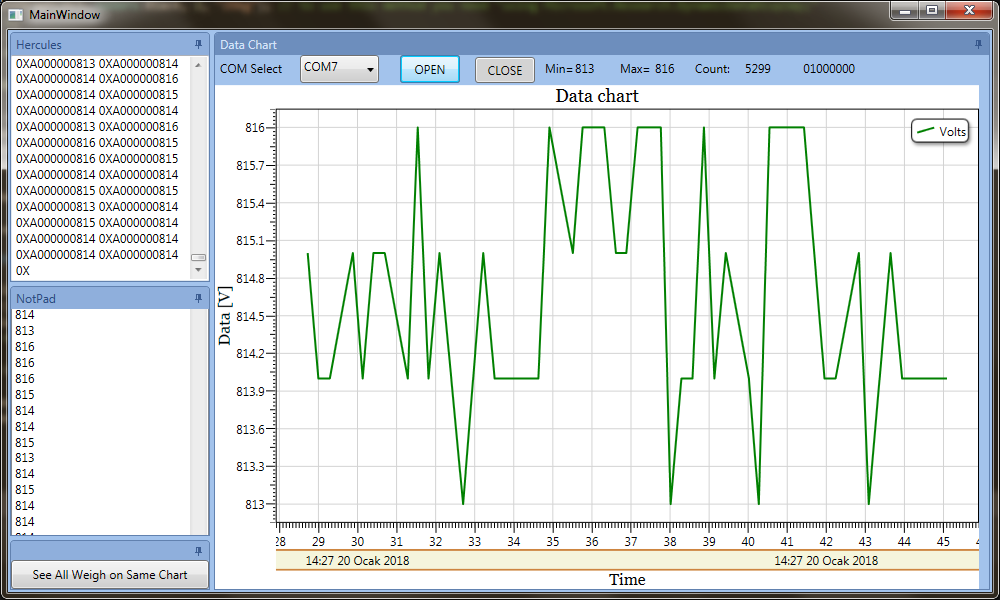 MainWindow
Hercules
0XA000000813 0XA000000814
0XA000000814 0XA000000816
0XA000000814 0XA000000815
0XA000000814 0XA000000814
0XA000000813 0XA000000816
0XA000000816 0XA000000815
0XA000000816 0XA000000815
0XA000000814 0XA000000814
0XA000000815 0XA000000815
0XA000000813 0XA000000814
0XA000000815 0XA000000814
0XA000000814 0XA000000814
0XA000000814 0XA000000814
0X
NotPad
814
813
816
816
816
815
814
814
815
813
814
815
814
814
See All Weigh on Same Chart
Data Chart
COM Select COM7 OPEN CLOSE Min= 813 Max= 816 Count: 5299 01000000
Data chart
Volts
Data [V]
816
815.7
815.4
815.1
814.8
814.5
814.2
813.9
813.6
813.3
813
28 29 30 31 32 33 34 35 36 37 38 39 40 41 42 43 44 45
14:27 20 Ocak 2018 14:27 20 Ocak 2018
Time